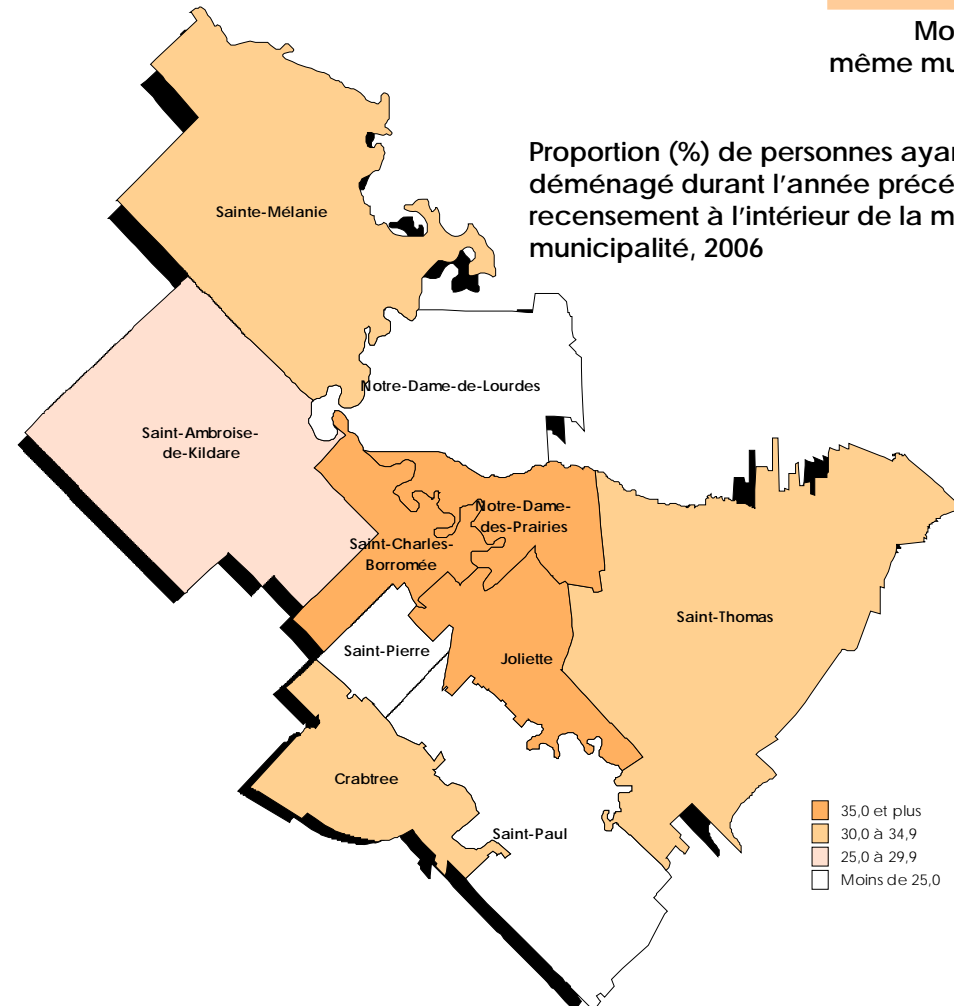 Mo
même mu
Proportion (%) de personnes ayan
déménagé durant l'année précé
recensement à l'intérieur de la m
municipalité, 2006
Sainte-Mélanie
Notre-Dame-de-Lourdes
Saint-Ambroise-
de-Kildare
Notre-Dame-
des-Prairies
Saint-Charles-
Borromée
Saint-Thomas
Saint-Pierre
Joliette
Crabtree
Saint-Paul
35,0 et plus
30,0 à 34,9
25,0 à 29,9
Moins de 25,0